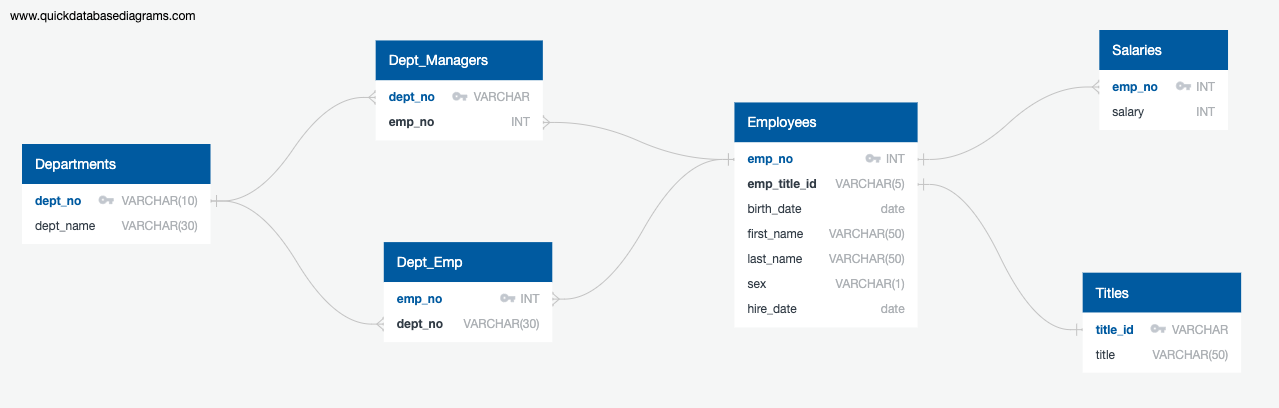 www.quickdatabasediagrams.com
Departments
dept_no VARCHAR(10)
dept_name VARCHAR(30)
Dept_Managers
dept_no VARCHAR
emp_no INT
Dept_Emp
emp_no INT
dept_no VARCHAR(30)
Employees
emp_no INT
emp_title_id VARCHAR(5)
birth_date date
first_name VARCHAR(50)
last_name VARCHAR(50)
sex VARCHAR(1)
hire_date date
Salaries
emp_no INT
salary INT
Titles
title_id VARCHAR
title VARCHAR(50)